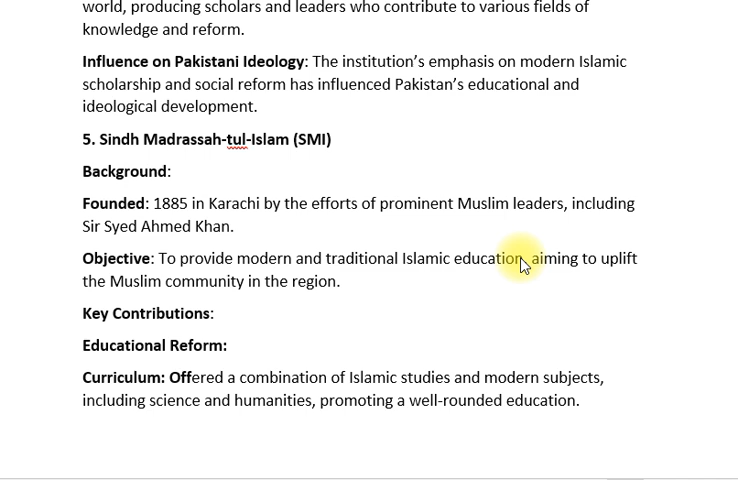 world, producing scholars and leaders who contribute to various fields of
knowledge and reform.
Influence on Pakistani Ideology: The institution's emphasis on modern Islamic
scholarship and social reform has influenced Pakistan's educational and
ideological development.
5. Sindh Madrassah-tul-Islam (SMI)
Background:
Founded: 1885 in Karachi by the efforts of prominent Muslim leaders, including
Sir Syed Ahmed Khan.
Objective: To provide modern and traditional Islamic education, aiming to uplift
the Muslim community in the region.
Key Contributions:
Educational Reform:
Curriculum: Offered a combination of Islamic studies and modern subjects,
including science and humanities, promoting a well-rounded education.